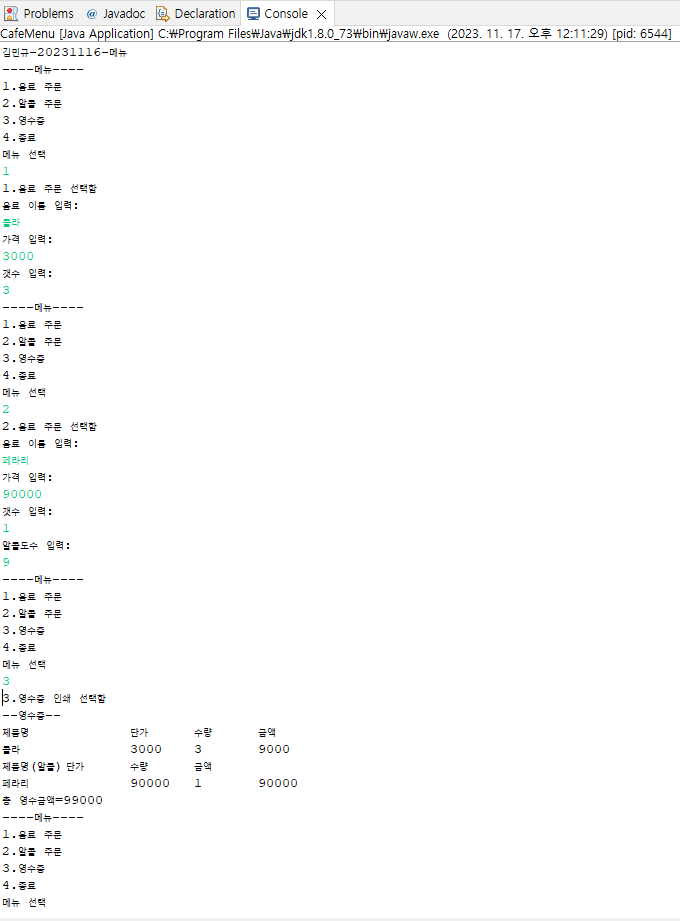 Problems @ Javadoc Declaration Console
CafeMenu [Java Application] C:₩Program Files₩Java₩jdk1.8.0_73₩bin₩javaw.exe (2023. 11. 17. 오후 12:11:29) [pid: 6544]
김민규-20231116-메뉴
----메뉴----
1.음료 주문
2.알콜 주문
3.영수증
4.종료
메뉴 선택
1
1.음료 주문 선택함
음료 이름 입력:
콜라
가격 입력:
3000
갯수 입력:
3
----메뉴----
1.음료 주문
2.알콜 주문
3.영수증
4.종료
메뉴 선택
2
2.음료 주문 선택함
음료 이름 입력:
페라리
가격 입력:
90000
갯수 입력:
1
알콜도수 입력:
9
----메뉴----
1.음료 주문
2.알콜 주문
3.영수증
4.종료
메뉴 선택
3
3.영수증 인쇄 선택함
--영수증--
제품명 단가 수량 금액
콜라 3000 3 9000
제품명(알콜) 단가 수량 금액
페라리 90000 1 90000
총 영수금액=99000
----메뉴----
1.음료 주문
2.알콜 주문
3.영수증
4.종료
메뉴 선택